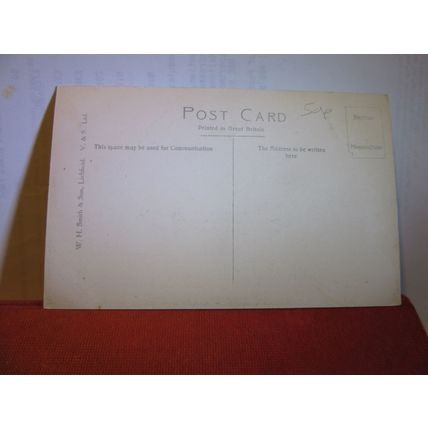 POST CARD
Printed in Great Britain
50p
This space may be used for Communication
The Address to be written
here
W. H. Smith & Son, Lichfield. V. & S. Ltd.